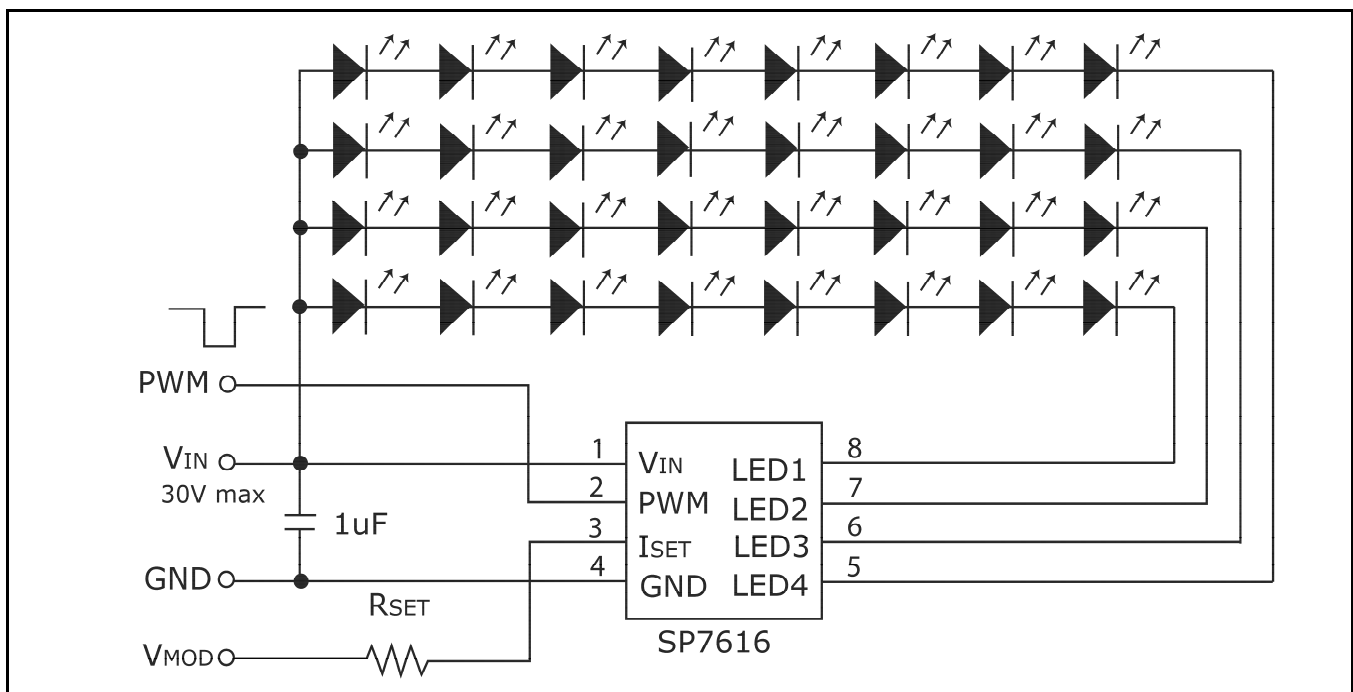 PWM
VIN
30V max
1uF
GND
RSET
VMOD
1
2
3
4
VIN
PWM
ISET
GND
LED1
LED2
LED3
LED4
8
7
6
5
SP7616